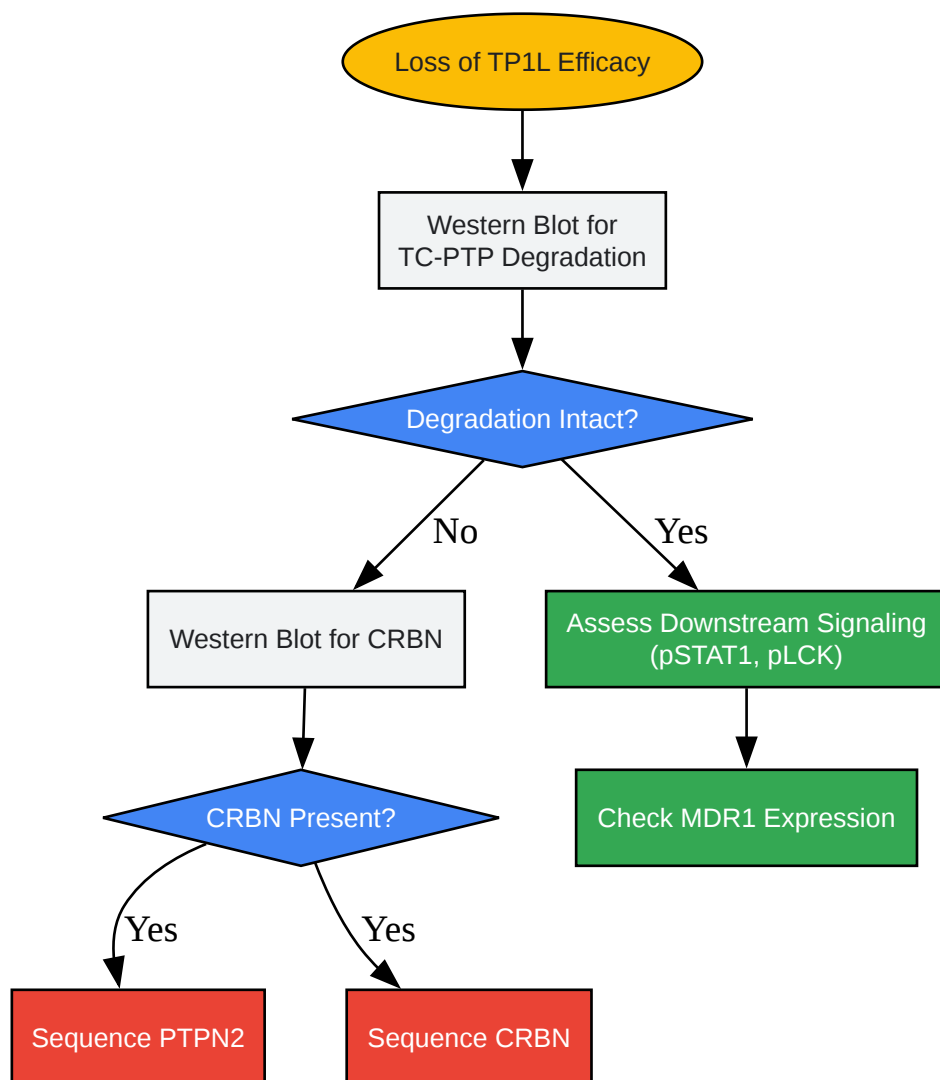 Loss of TP1L Efficacy
Western Blot for
TC-PTP Degradation
Degradation Intact?
No
Yes
Western Blot for CRBN
Assess Downstream Signaling
(pSTAT1, pLCK)
CRBN Present?
Check MDR1 Expression
Yes
Yes
Sequence PTPN2
Sequence CRBN